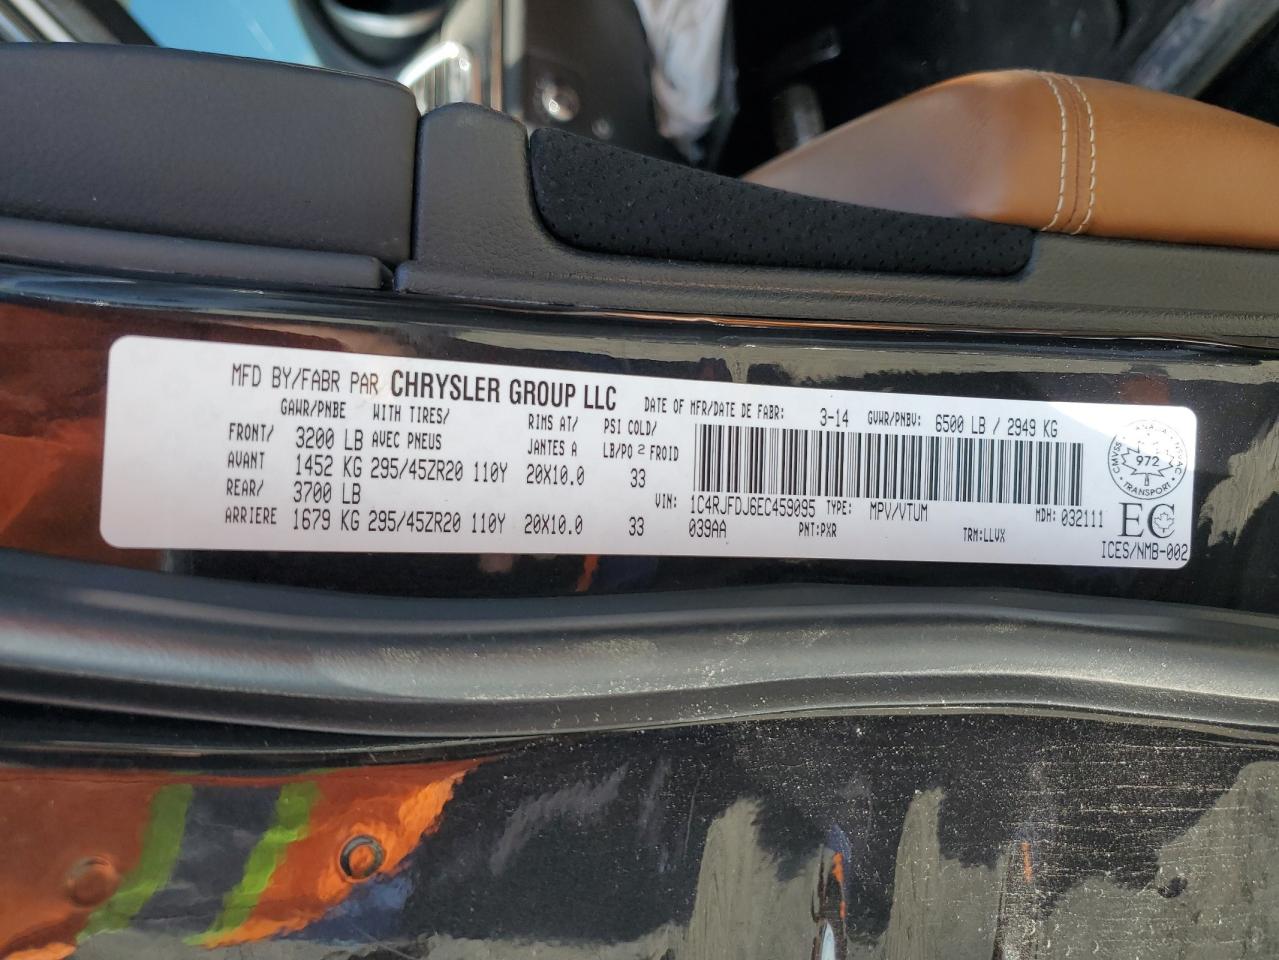 MFD BY/FABR PAR CHRYSLER GROUP LLC DATE OF MFR/DATE DE FABR: 3-14 GVWR/PNBV: 6500 LB / 2949 KG
GAWR/PNBE WITH TIRES/ RIMS AT/ PSI COLD/
FRONT/ 3200 LB AVEC PNEUS JANTES A LB/PO 2 FROID
AVANT 1452 KG 295/45ZR20 110Y 20X10.0 33
REAR/ 3700 LB VIN: 1C4RJFDJ6EC459095 TYPE: MPV/VTUM MDH: 032111
ARRIERE 1679 KG 295/45ZR20 110Y 20X10.0 33 039AA PNT:PXR TRM:LLVX
CANADA
CMVSS 972 NSVAC
TRANSPORT
EC
ICES/NMB-002